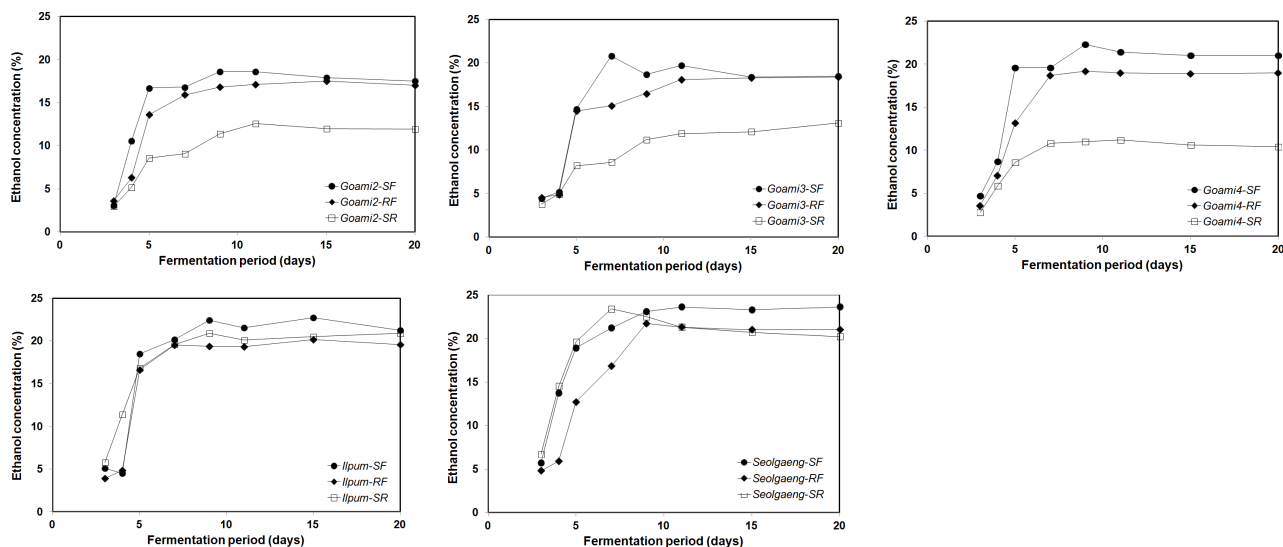 25
20
15
10
5
0
Ethanol concentration (%)
Goami2-SF
Goami2-RF
Goami2-SR
0 5 10 15 20
Fermentation period (days)
25
20
15
10
5
0
Ethanol concentration (%)
Goami3-SF
Goami3-RF
Goami3-SR
0 5 10 15 20
Fermentation period (days)
25
20
15
10
5
0
Ethanol concentration (%)
Goami4-SF
Goami4-RF
Goami4-SR
0 5 10 15 20
Fermentation period (days)
25
20
15
10
5
0
Ethanol concentration (%)
Ilpum-SF
Ilpum-RF
Ilpum-SR
0 5 10 15 20
Fermentation period (days)
25
20
15
10
5
0
Ethanol concentration (%)
Seolgaeng-SF
Seolgaeng-RF
Seolgaeng-SR
0 5 10 15 20
Fermentation period (days)